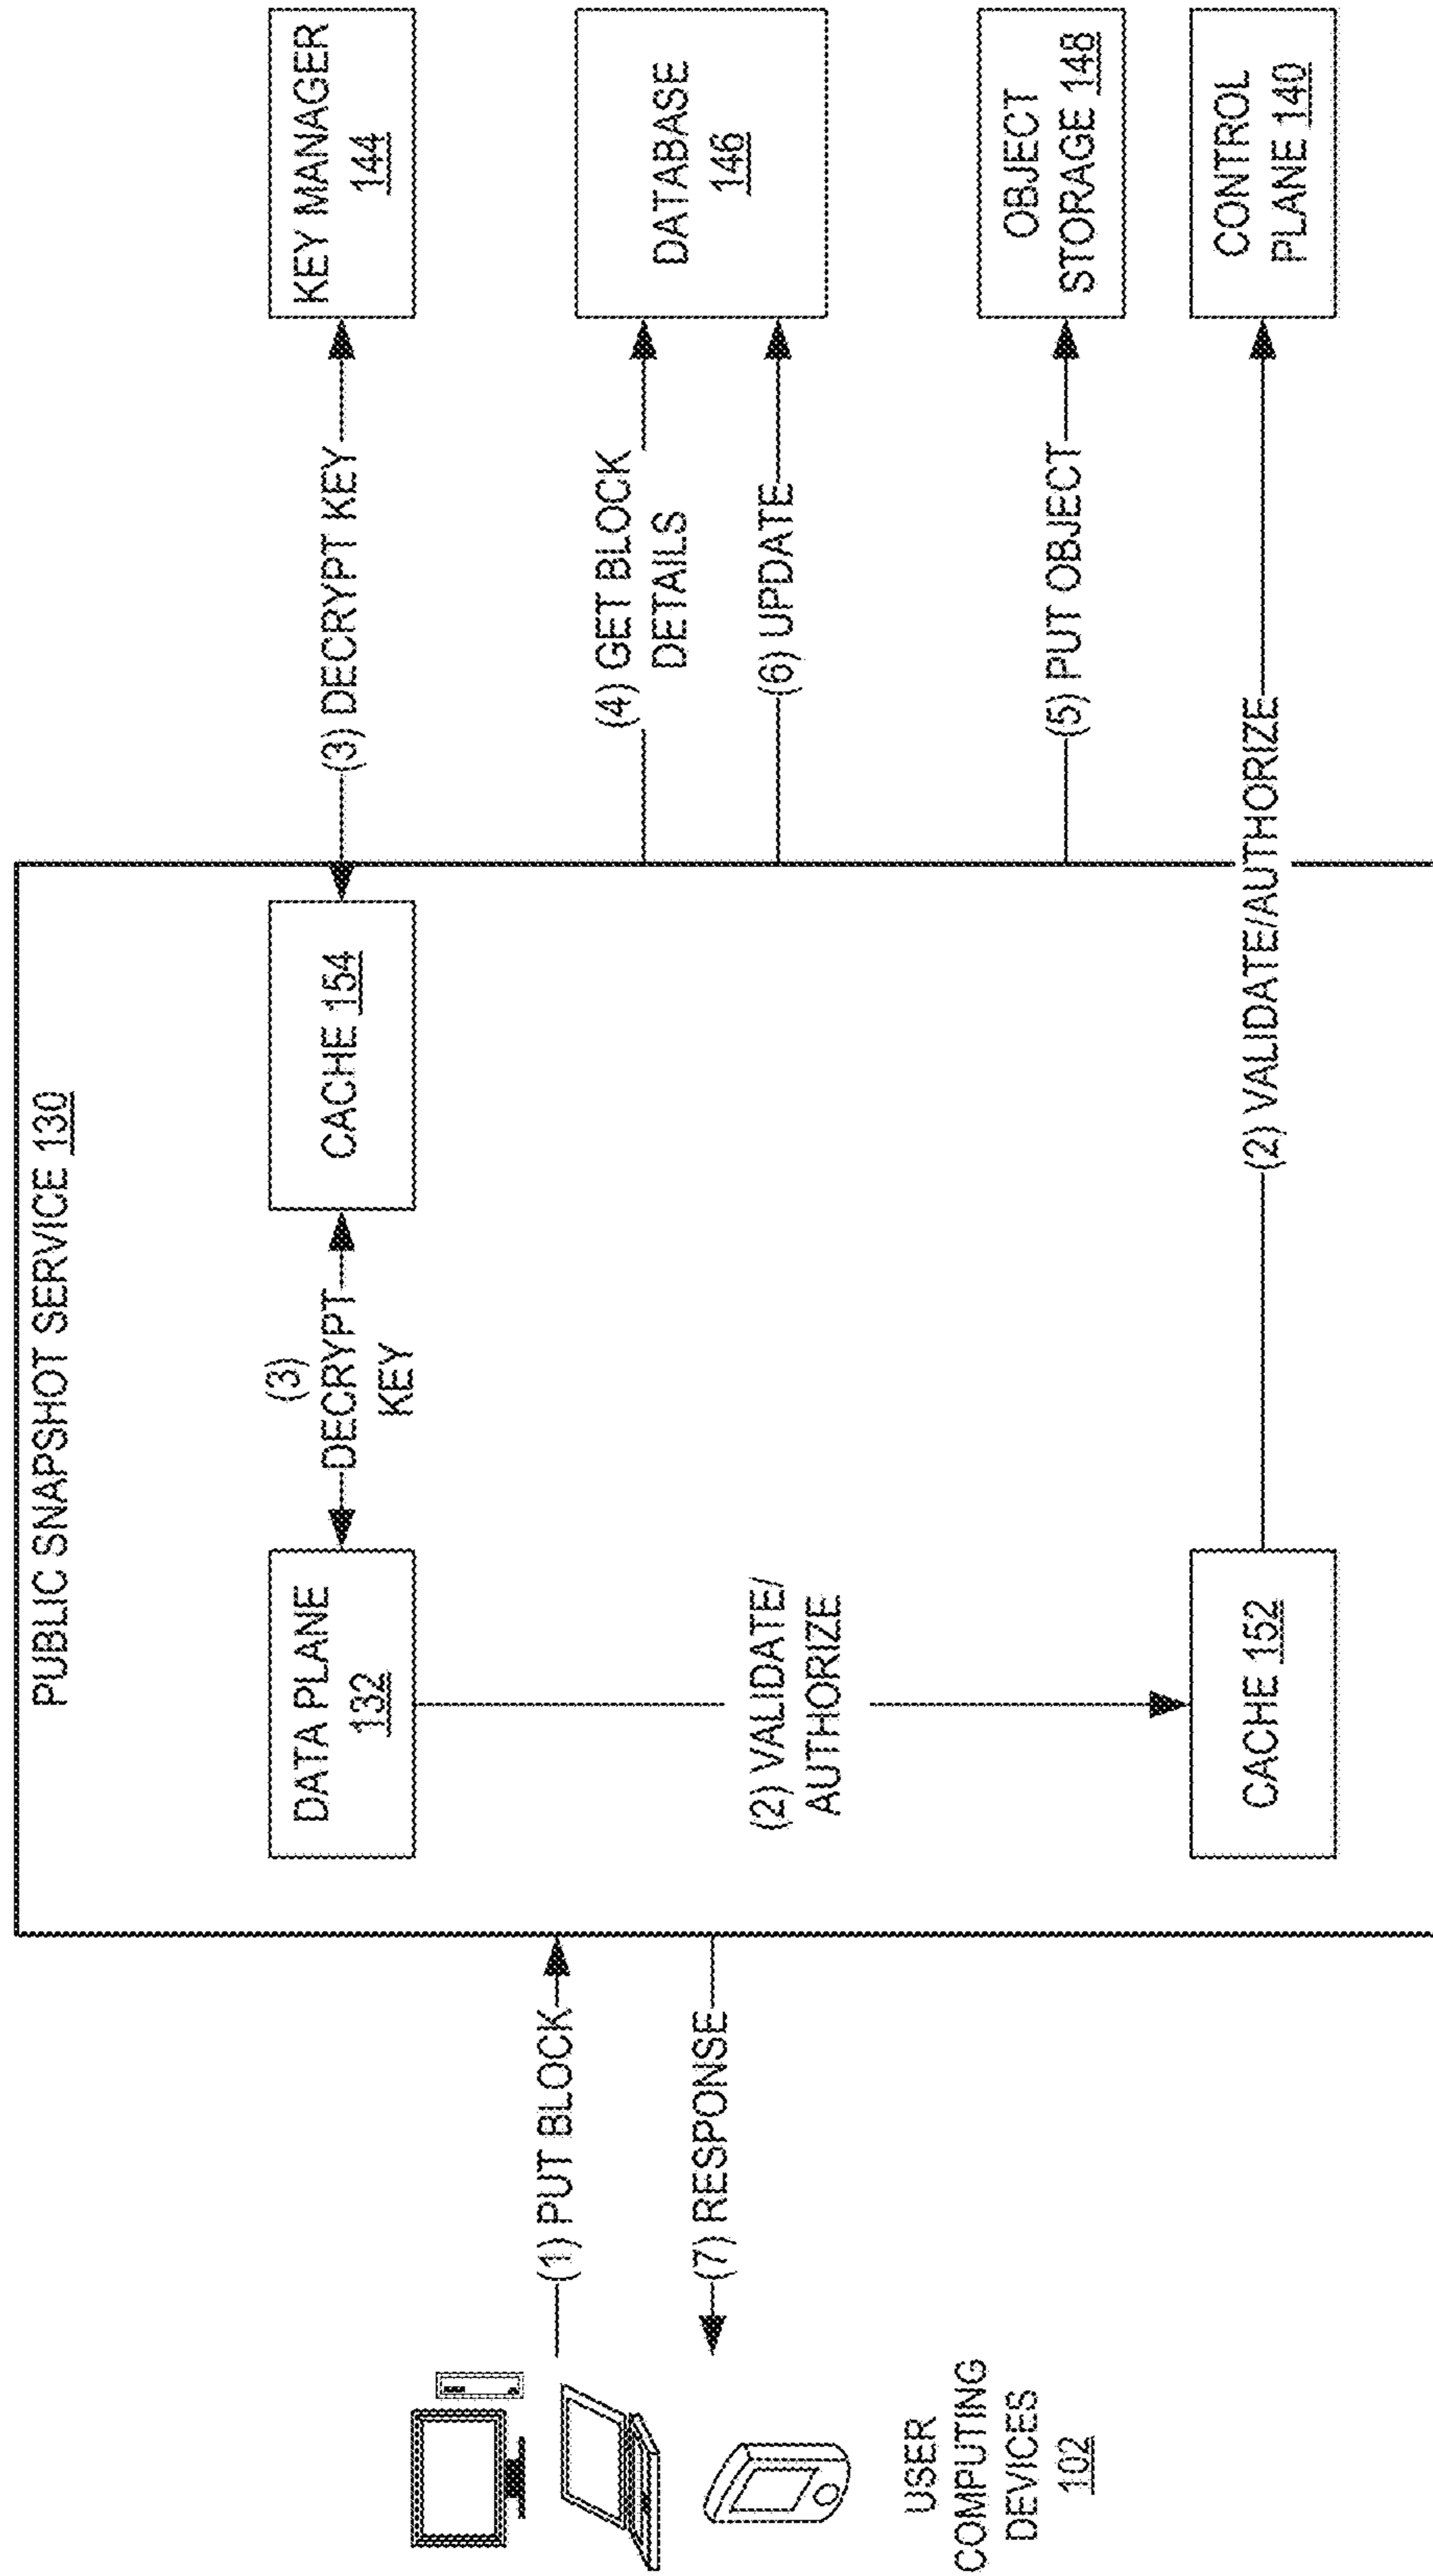 PUBLIC SNAPSHOT SERVICE 130
USER
COMPUTING
DEVICES
102
(1) PUT BLOCK
(7) RESPONSE
DATA PLANE
132
(3)
DECRYPT
KEY
CACHE 154
(3) DECRYPT KEY
KEY MANAGER
144
(4) GET BLOCK
DETAILS
(6) UPDATE
DATABASE
146
(5) PUT OBJECT
OBJECT
STORAGE 148
(2) VALIDATE/
AUTHORIZE
CACHE 152
(2) VALIDATE/AUTHORIZE
CONTROL
PLANE 140